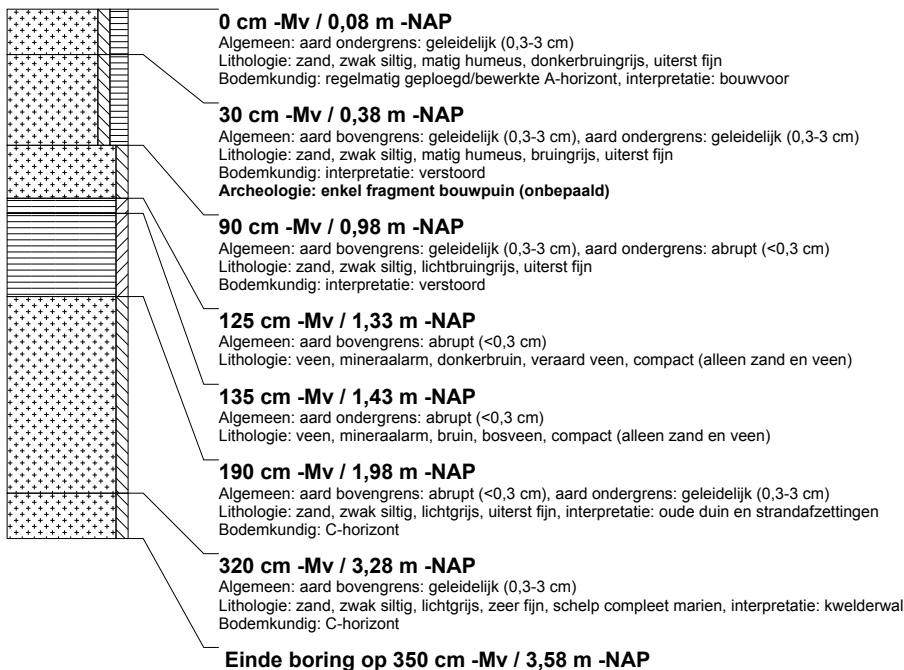 0 cm -Mv / 0,08 m -NAP
Algemeen: aard ondergrens: geleidelijk (0,3-3 cm)
Lithologie: zand, zwak siltig, matig humeus, donkerbruingrijs, uiterst fijn
Bodemkundig: regelmatig geploegd/bewerkte A-horizont, interpretatie: bouwvoor
30 cm -Mv / 0,38 m -NAP
Algemeen: aard bovengrens: geleidelijk (0,3-3 cm), aard ondergrens: geleidelijk (0,3-3 cm)
Lithologie: zand, zwak siltig, matig humeus, bruingrijs, uiterst fijn
Bodemkundig: interpretatie: verstoord
Archeologie: enkel fragment bouwpuin (onbepaald)
90 cm -Mv / 0,98 m -NAP
Algemeen: aard bovengrens: geleidelijk (0,3-3 cm), aard ondergrens: abrupt (<0,3 cm)
Lithologie: zand, zwak siltig, lichtbruingrijs, uiterst fijn
Bodemkundig: interpretatie: verstoord
125 cm -Mv / 1,33 m -NAP
Algemeen: aard bovengrens: abrupt (<0,3 cm)
Lithologie: veen, mineraalarm, donkerbruin, veraard veen, compact (alleen zand en veen)
135 cm -Mv / 1,43 m -NAP
Algemeen: aard ondergrens: abrupt (<0,3 cm)
Lithologie: veen, mineraalarm, bruin, bosveen, compact (alleen zand en veen)
190 cm -Mv / 1,98 m -NAP
Algemeen: aard bovengrens: abrupt (<0,3 cm), aard ondergrens: geleidelijk (0,3-3 cm)
Lithologie: zand, zwak siltig, lichtgrijs, uiterst fijn, interpretatie: oude duin en strandafzettingen
Bodemkundig: C-horizont
320 cm -Mv / 3,28 m -NAP
Algemeen: aard bovengrens: geleidelijk (0,3-3 cm)
Lithologie: zand, zwak siltig, lichtgrijs, zeer fijn, schelp compleet marien, interpretatie: kwelderwal
Bodemkundig: C-horizont
Einde boring op 350 cm -Mv / 3,58 m -NAP